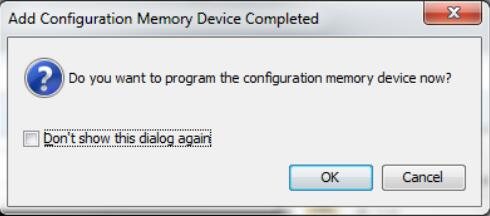 Add Configuration Memory Device Completed
Do you want to program the configuration memory device now?
Don't show this dialog again
OK
Cancel